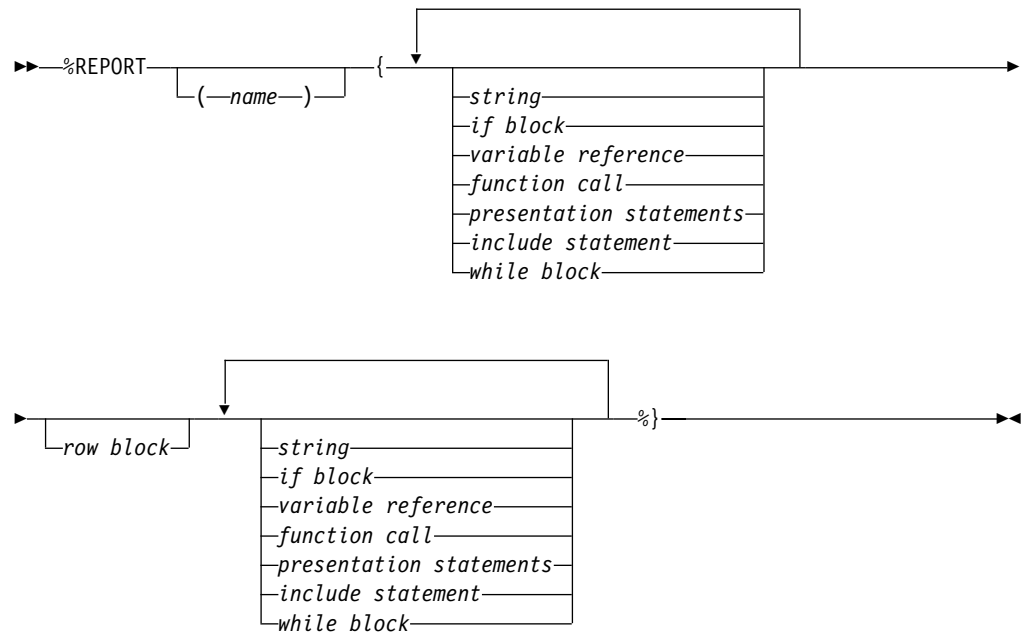 %REPORT {
( name )
string
if block
variable reference
function call
presentation statements
include statement
while block
%}
row block
string
if block
variable reference
function call
presentation statements
include statement
while block